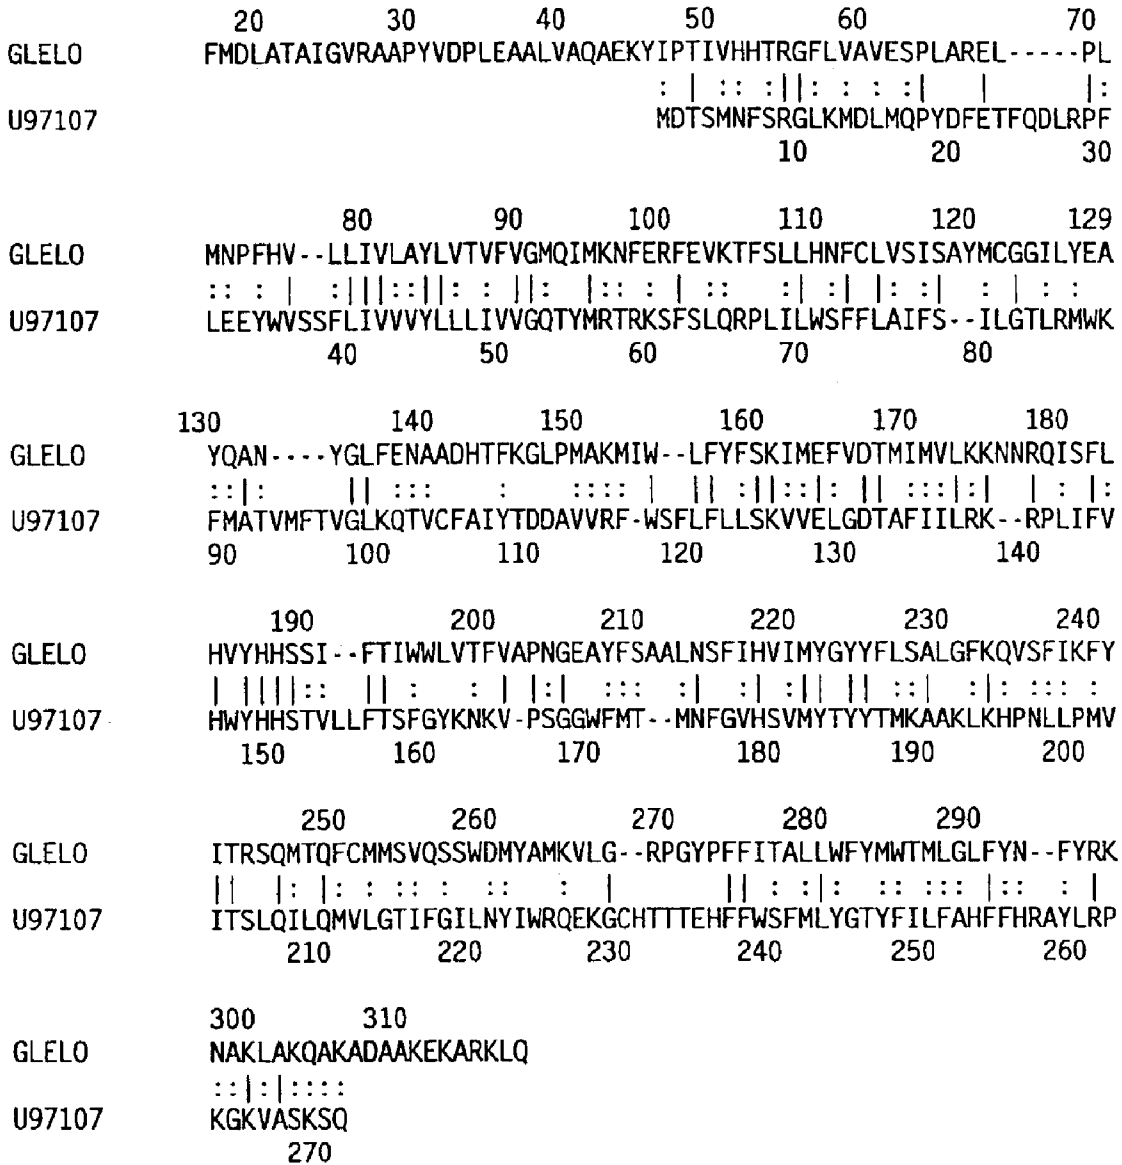 20 30 40 50 60 70
GLELO FMDLATAIGVRAAPYVDPLEAALVAQAEKYIPTIVHHTRGFLVAVESPLAREL-----PL
: | : : : | | : : : : | | | :
U97107 MDTSMNFSRGLKMDLMQPYDFETFQDLRPF
10 20 30
80 90 100 110 120 129
GLELO MNPFHV--LLIVLAYLVTVFVGMQIMKNFERFEVKTFSLLHNFCLVSISAYMCGGILYEA
:: : | :|||::||: : ||: |:: : | :: | | |: : | : | : :
U97107 LEEYWVSSFLIVVVYLLLIVVGQTYMRTRKSFSLQRPLILWSFFLAIFS--ILGTLRMWK
40 50 60 70 80
130 140 150 160 170 180
GLELO YQAN----YGLFENAADHTFKGLPMAKMIW--LFYFSKIMEFVDTMIMVLKKNNRQISFL
::|: || ::: : :::: | || :||::|: || :::|:| | : |:
U97107 FMATVMFTVGLKQTVCFAIYTDDAVVRF-WSFLFLLSKVVELGDTAFIILRK--RPLIFV
90 100 110 120 130 140
190 200 210 220 230 240
GLELO HVYHHSSI--FTIWWLVTFVAPNGEAYFSAALNSFIHVIMYGYYFLSALGFKQVSFIKFY
| ||||:: || : : | |:| ::: :| |: |:|| || ::| :|: ::: :
U97107 HWYHHSTVLLFTSFGYKNKV-PSGGWFMT--MNFGVHSVMYTYYTMKAAKLKHPNLLPMV
150 160 170 180 190 200
250 260 270 280 290
GLELO ITRSQMTQFCMMSVQSSWDMYAMKVLG--RPGYPFFITALLWFYMWTMLGLFYN--FYRK
|| |: |: : :: : :: : | || : :| :: ::: |:: : |
U97107 ITSLQILQMVLGTIFGILNYIWRQEKGCHTTTEHFFWSFMLYGTYFILFAHFFHRAYLRP
210 220 230 240 250 260
300 310
GLELO NAKLAKQAKADAAKEKARKLQ
::|:|::::
U97107 KGKVASKSQ
270